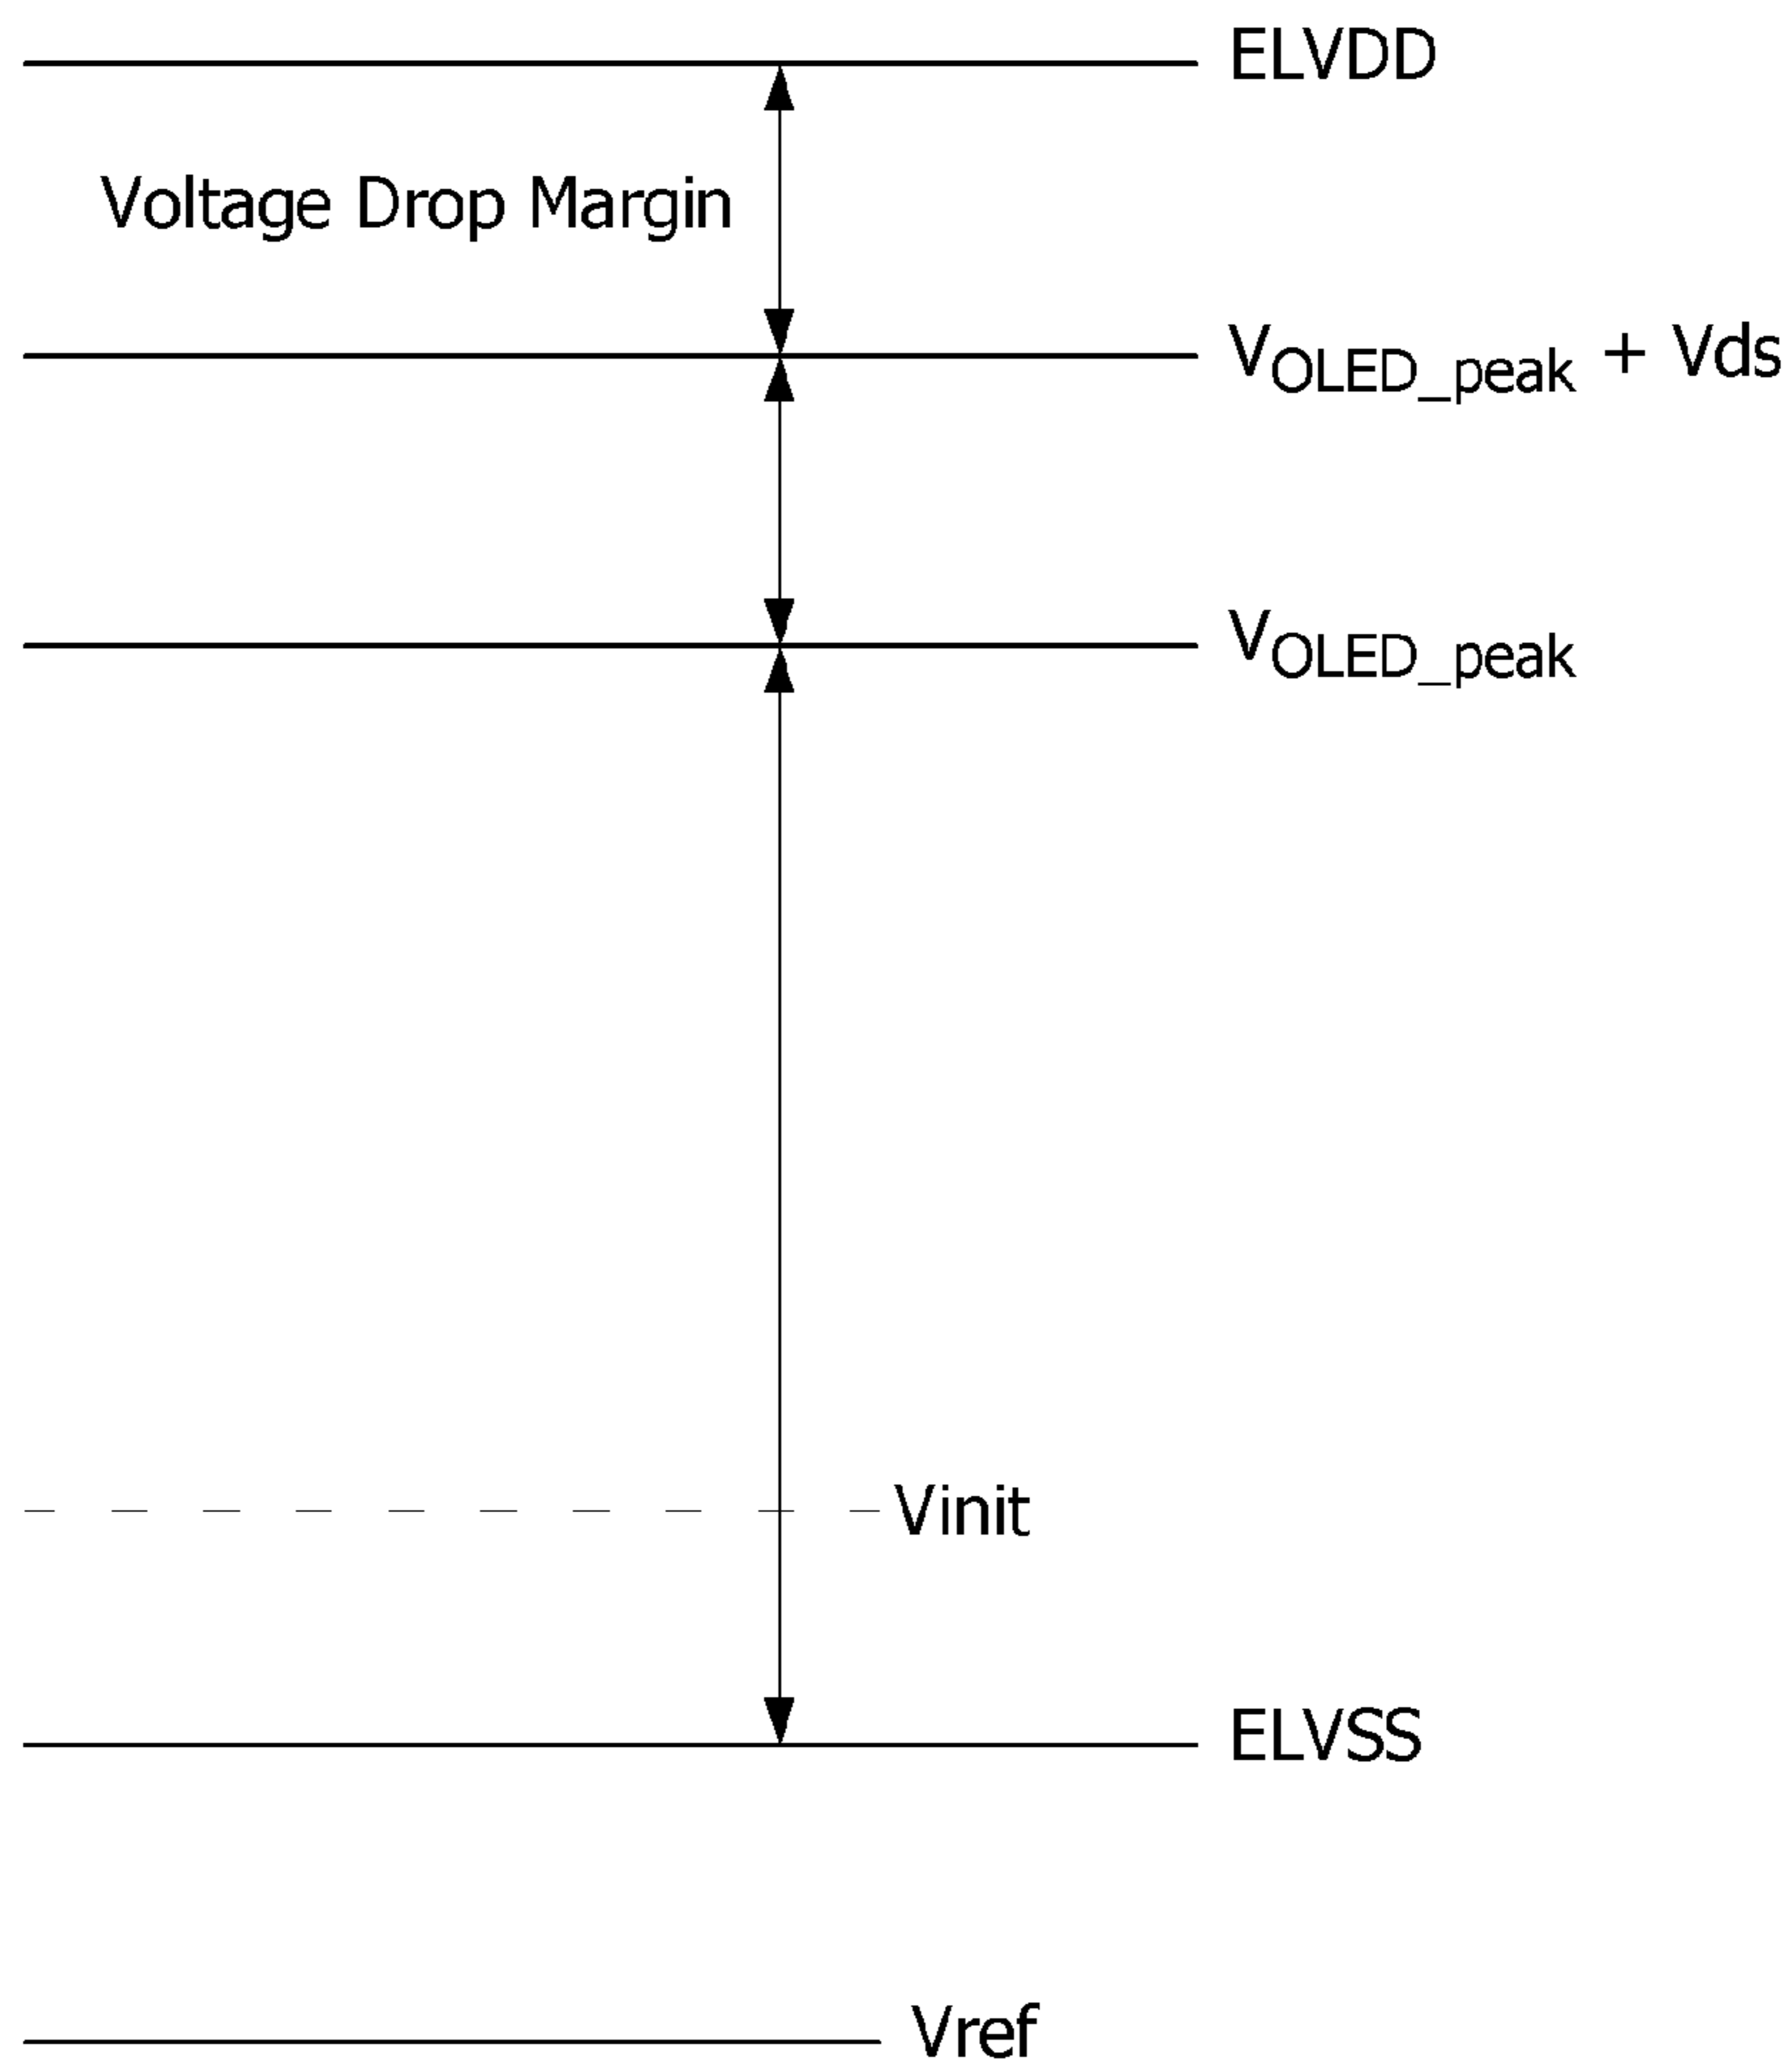 ELVDD
Voltage Drop Margin
VOLED_peak + Vds
VOLED_peak
Vinit
ELVSS
Vref